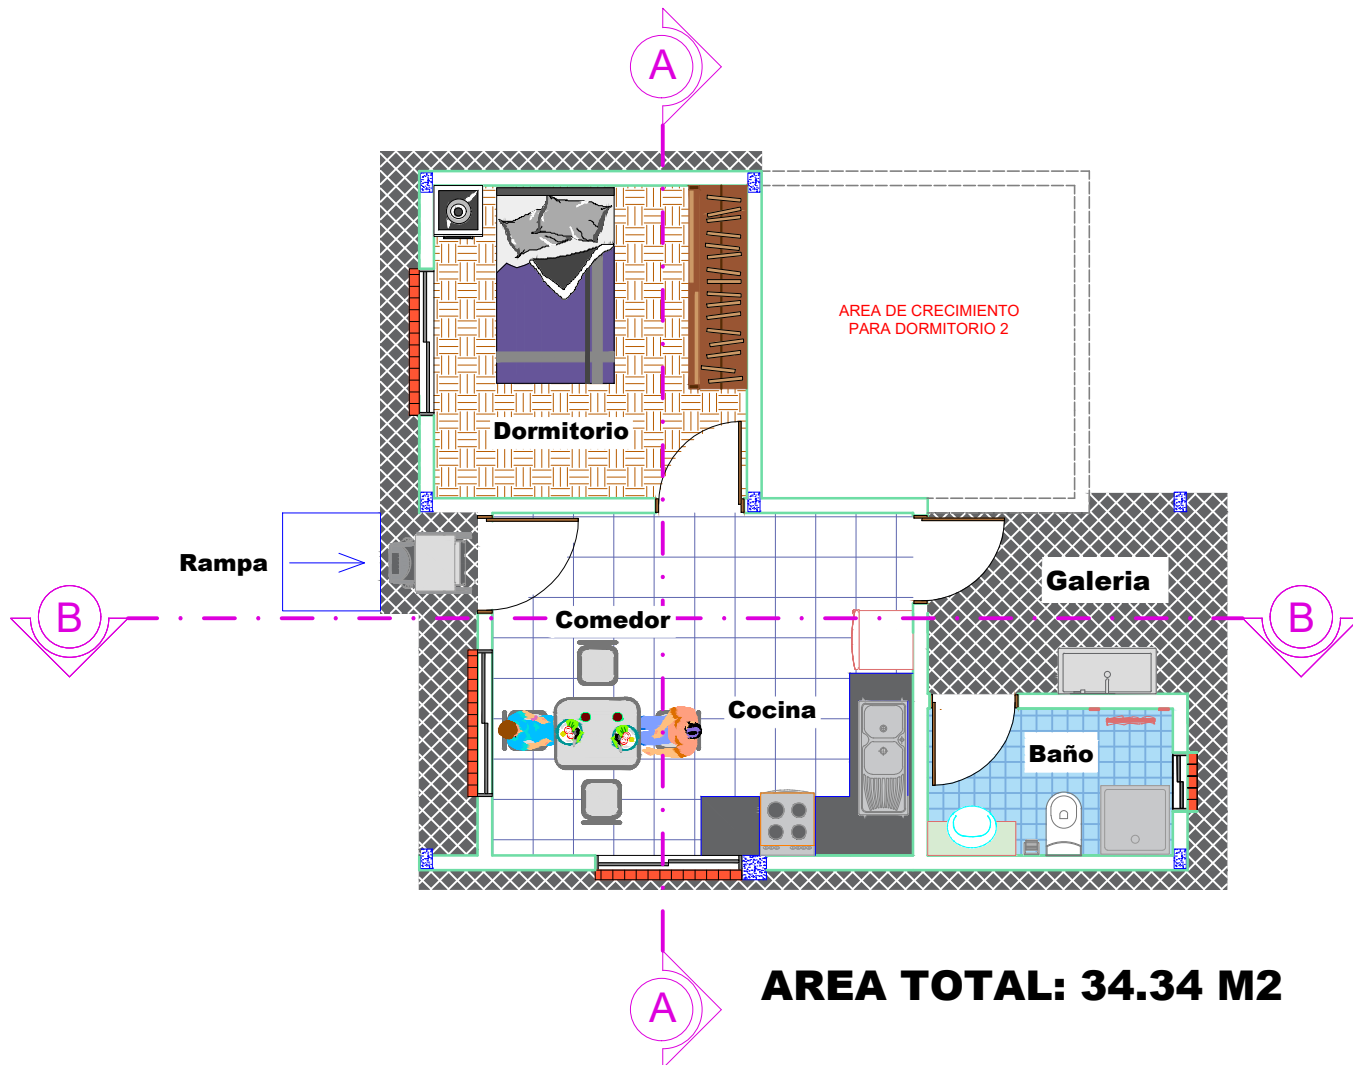 A
AREA DE CRECIMIENTO
PARA DORMITORIO 2
Dormitorio
Rampa
Galeria
B
Comedor
B
Cocina
Baño
AREA TOTAL: 34.34 M2
A